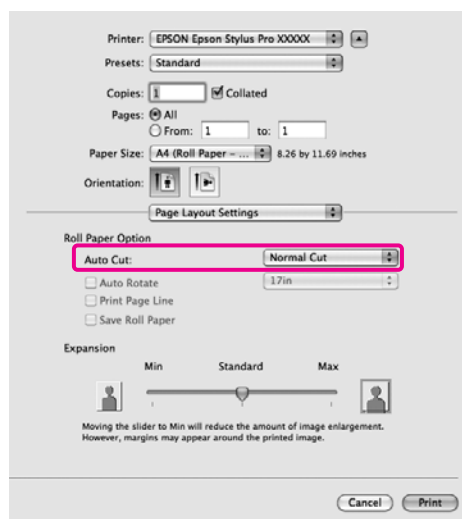 Printer: EPSON Epson Stylus Pro XXXXX
Presets: Standard
Copies: 1 Collated
Pages: All
From: 1 to: 1
Paper Size: A4 (Roll Paper – ... 8.26 by 11.69 inches
Orientation:
Page Layout Settings
Roll Paper Option
Auto Cut: Normal Cut
Auto Rotate 17in
Print Page Line
Save Roll Paper
Expansion
Min Standard Max
Moving the slider to Min will reduce the amount of image enlargement.
However, margins may appear around the printed image.
Cancel Print